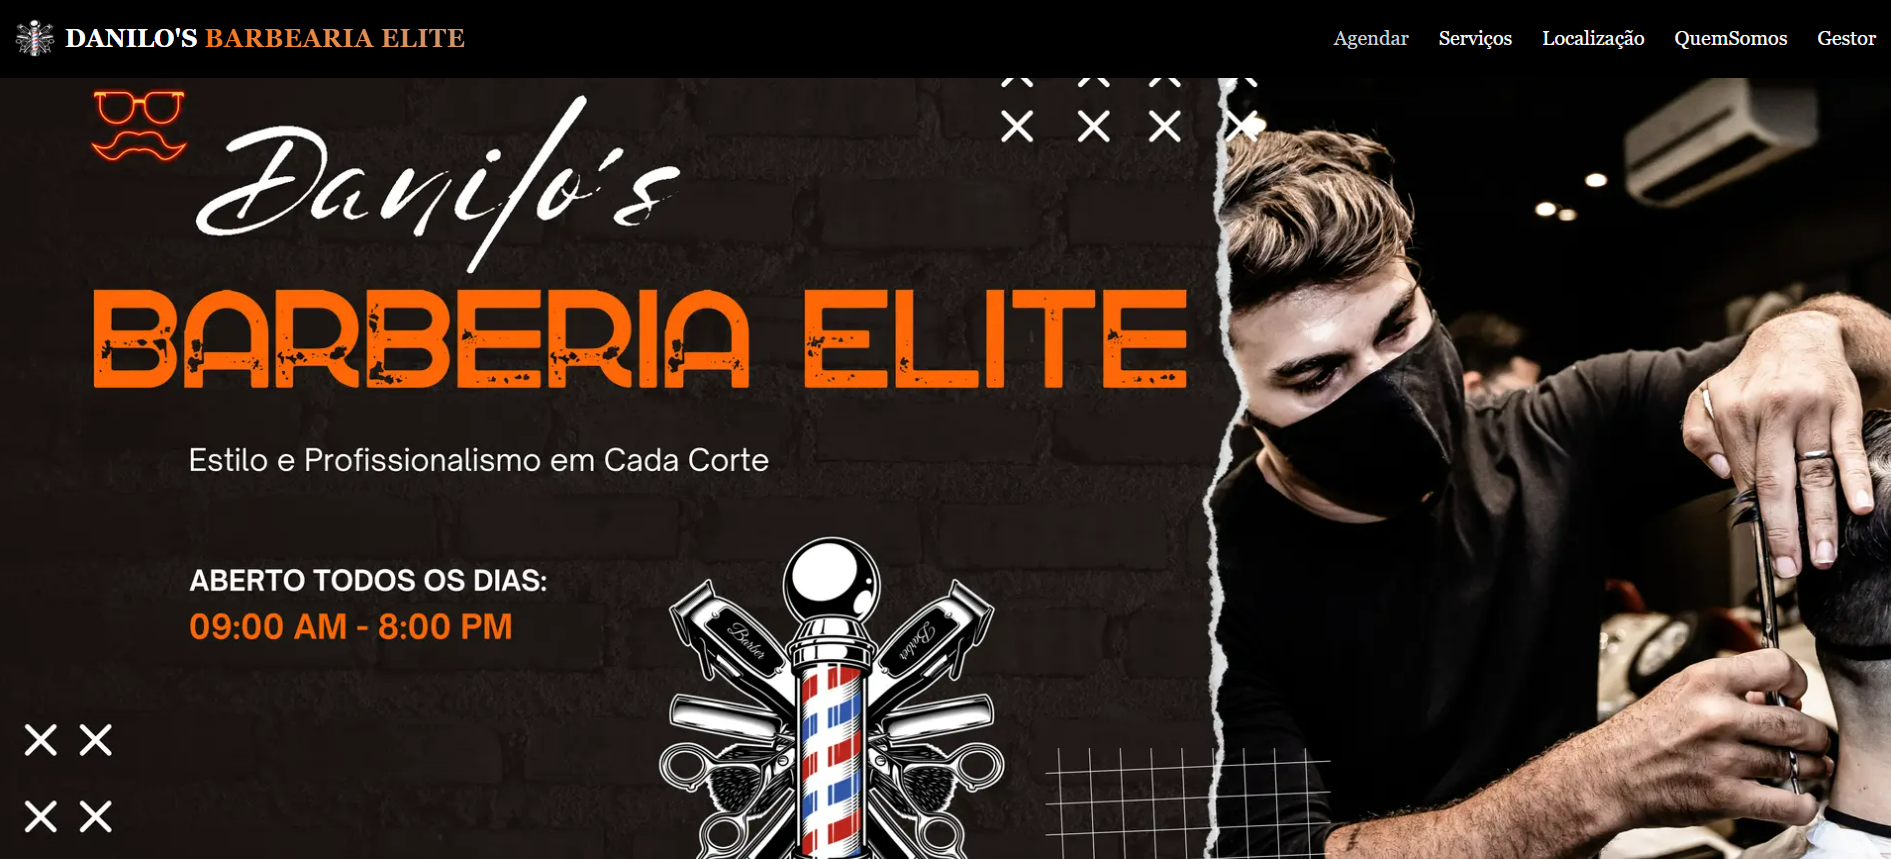 DANILO'S BARBEARIA ELITE
Agendar Serviços Localização QuemSomos Gestor
Danilo's
BARBERIA ELITE
Estilo e Profissionalismo em Cada Corte
ABERTO TODOS OS DIAS:
09:00 AM - 8:00 PM
Barber Barber